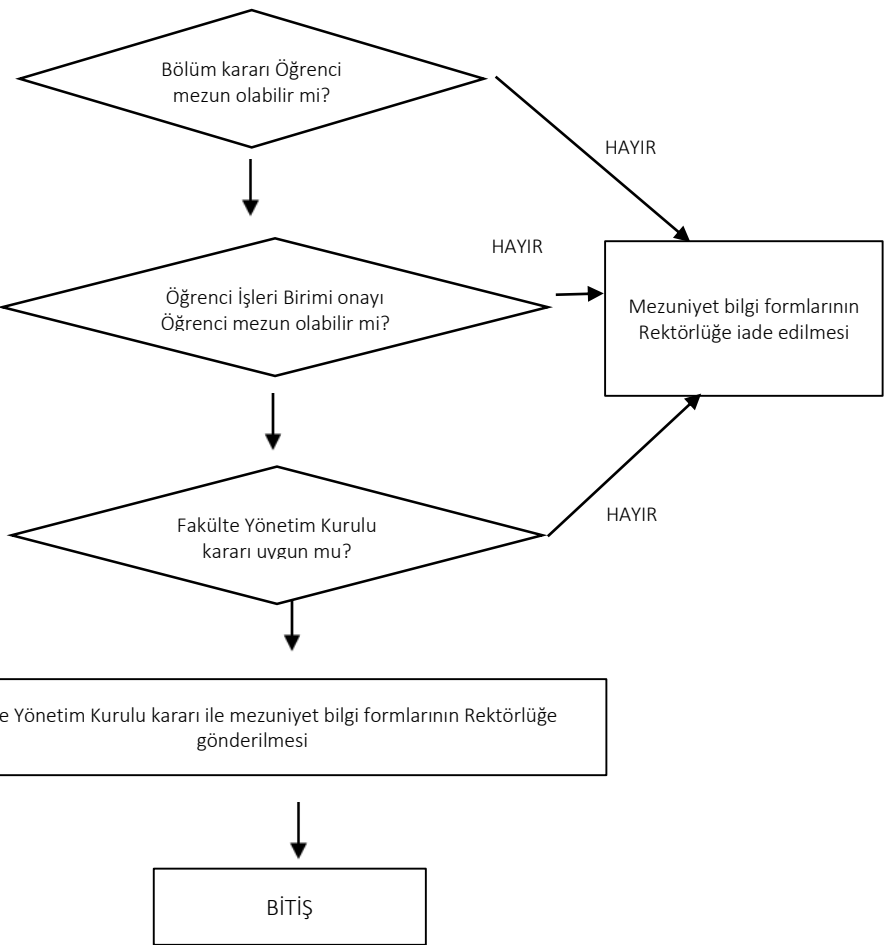 Bölüm kararı Öğrenci
mezun olabilir mi?
HAYIR
HAYIR
Öğrenci İşleri Birimi onayı
Öğrenci mezun olabilir mi?
Mezuniyet bilgi formlarının
Rektörlüğe iade edilmesi
Fakülte Yönetim Kurulu
kararı uygun mu?
HAYIR
e Yönetim Kurulu kararı ile mezuniyet bilgi formlarının Rektörlüğe
gönderilmesi
BİTİŞ